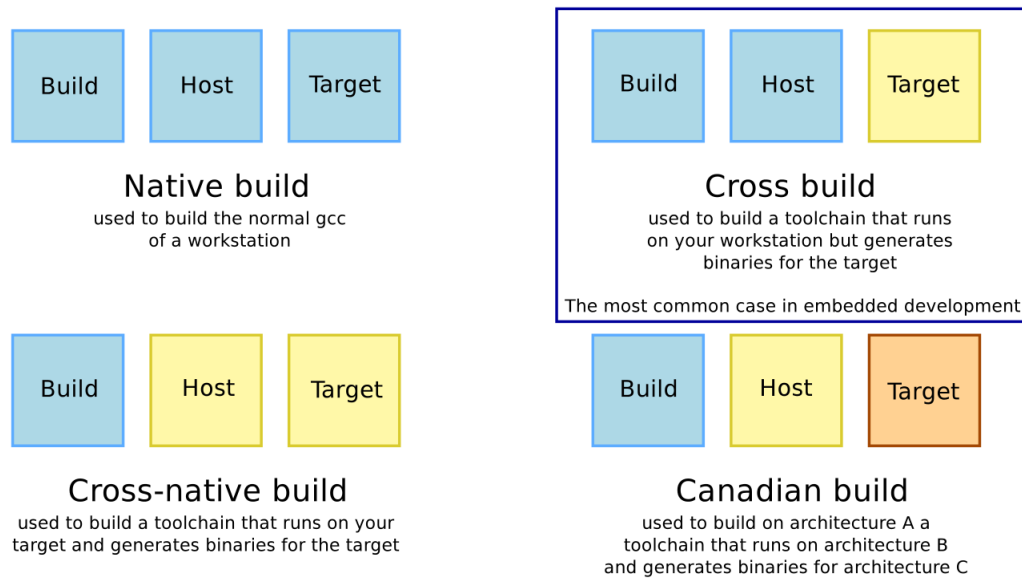 Build Host Target
Native build
used to build the normal gcc
of a workstation
Build Host Target
Cross build
used to build a toolchain that runs
on your workstation but generates
binaries for the target
The most common case in embedded development
Build Host Target
Cross-native build
used to build a toolchain that runs on your
target and generates binaries for the target
Build Host Target
Canadian build
used to build on architecture A a
toolchain that runs on architecture B
and generates binaries for architecture C